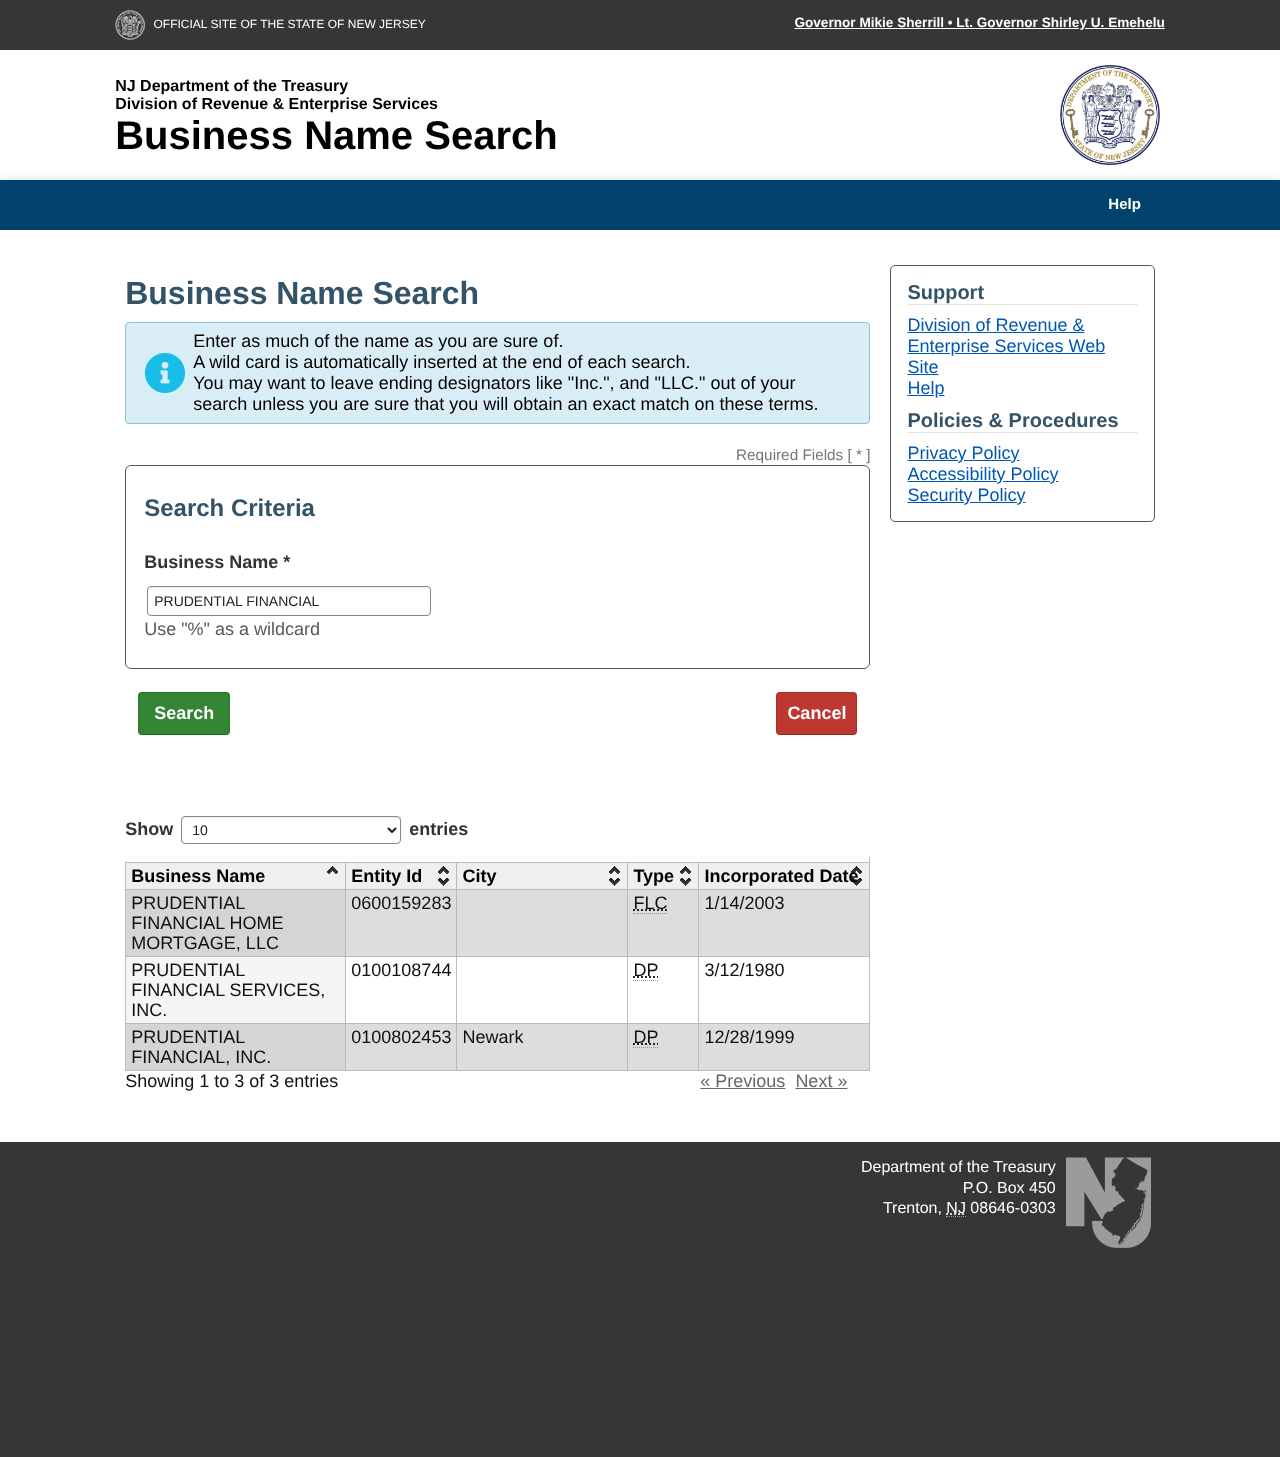 OFFICIAL SITE OF THE STATE OF NEW JERSEY
Governor Mikie Sherrill • Lt. Governor Shirley U. Emehelu
NJ Department of the Treasury
Division of Revenue & Enterprise Services
Business Name Search
DEPARTMENT OF THE TREASURY
STATE OF NEW JERSEY
Help
Business Name Search
Enter as much of the name as you are sure of.
A wild card is automatically inserted at the end of each search.
You may want to leave ending designators like "Inc.", and "LLC." out of your
search unless you are sure that you will obtain an exact match on these terms.
Required Fields [ * ]
Search Criteria
Business Name *
PRUDENTIAL FINANCIAL
Use "%" as a wildcard
Search
Cancel
Support
Division of Revenue &
Enterprise Services Web
Site
Help
Policies & Procedures
Privacy Policy
Accessibility Policy
Security Policy
Show 10 entries
Business Name Entity Id City Type Incorporated Date
PRUDENTIAL 0600159283 FLC 1/14/2003
FINANCIAL HOME
MORTGAGE, LLC
PRUDENTIAL 0100108744 DP 3/12/1980
FINANCIAL SERVICES,
INC.
PRUDENTIAL 0100802453 Newark DP 12/28/1999
FINANCIAL, INC.
Showing 1 to 3 of 3 entries
« Previous Next »
Department of the Treasury
P.O. Box 450
Trenton, NJ 08646-0303
NJ